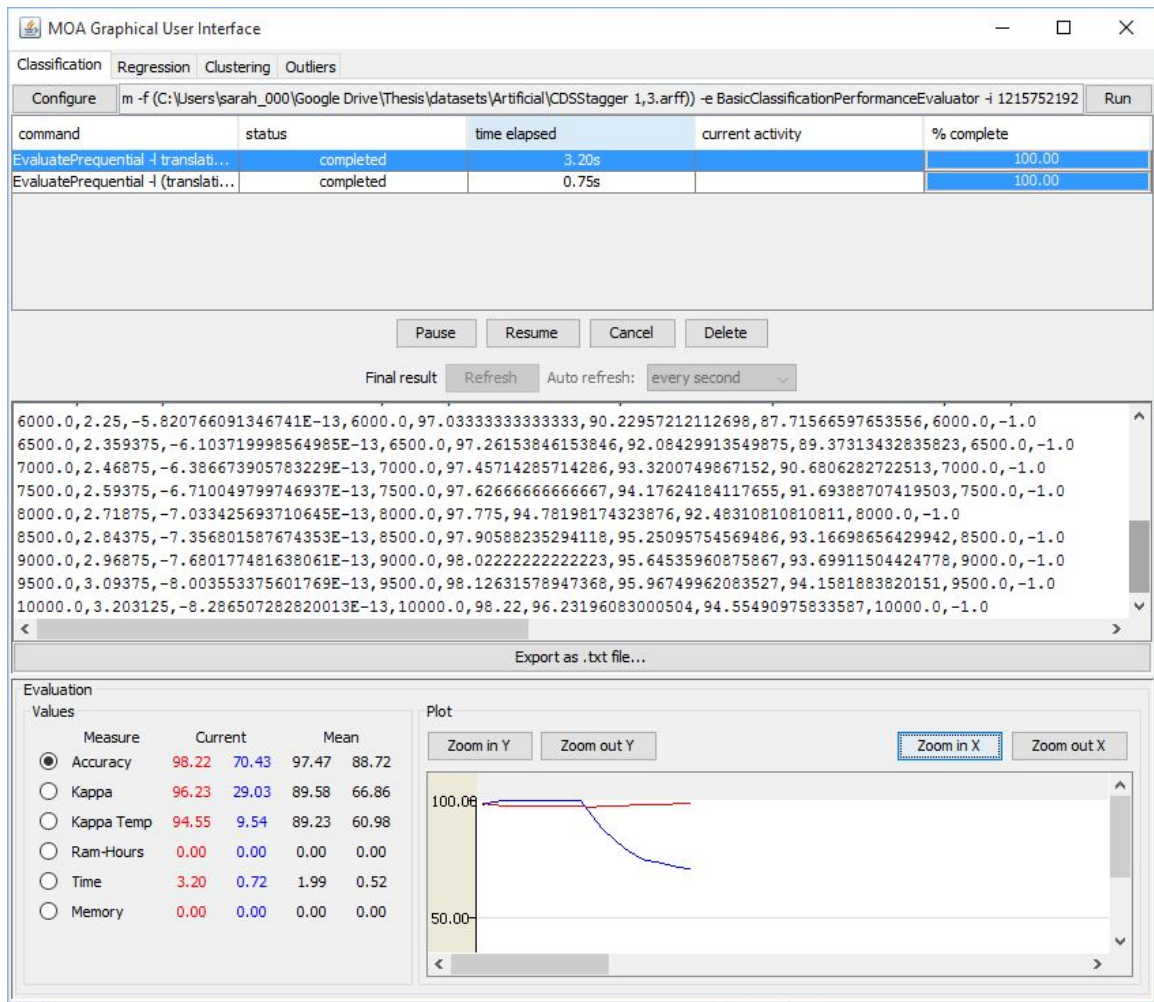 MOA Graphical User Interface
Classification Regression Clustering Outliers
Configure m -f (C:\Users\sarah_000\Google Drive\Thesis\datasets\Artificial\CDSStagger 1,3.arff)) -e BasicClassificationPerformanceEvaluator -i 1215752192 Run
command status time elapsed current activity % complete
EvaluatePrequential -l translati... completed 3.20s 100.00
EvaluatePrequential -l (translati... completed 0.75s 100.00
Pause Resume Cancel Delete
Final result Refresh Auto refresh: every second
6000.0,2.25,-5.820766091346741E-13,6000.0,97.03333333333333,90.22957212112698,87.71566597653556,6000.0,-1.0
6500.0,2.359375,-6.103719998564985E-13,6500.0,97.26153846153846,92.08429913549875,89.37313432835823,6500.0,-1.0
7000.0,2.46875,-6.386673905783229E-13,7000.0,97.45714285714286,93.3200749867152,90.6806282722513,7000.0,-1.0
7500.0,2.59375,-6.710049799746937E-13,7500.0,97.62666666666667,94.17624184117655,91.69388707419503,7500.0,-1.0
8000.0,2.71875,-7.033425693710645E-13,8000.0,97.775,94.78198174323876,92.48310810810811,8000.0,-1.0
8500.0,2.84375,-7.356801587674353E-13,8500.0,97.90588235294118,95.25095754569486,93.16698656429942,8500.0,-1.0
9000.0,2.96875,-7.680177481638061E-13,9000.0,98.02222222222223,95.64535960875867,93.69911504424778,9000.0,-1.0
9500.0,3.09375,-8.003553375601769E-13,9500.0,98.12631578947368,95.96749962083527,94.1581883820151,9500.0,-1.0
10000.0,3.203125,-8.286507282820013E-13,10000.0,98.22,96.23196083000504,94.55490975833587,10000.0,-1.0
Export as .txt file...
Evaluation
Values
Measure Current Mean
Accuracy 98.22 70.43 97.47 88.72
Kappa 96.23 29.03 89.58 66.86
Kappa Temp 94.55 9.54 89.23 60.98
Ram-Hours 0.00 0.00 0.00 0.00
Time 3.20 0.72 1.99 0.52
Memory 0.00 0.00 0.00 0.00
Plot
Zoom in Y Zoom out Y Zoom in X Zoom out X
100.00
50.00